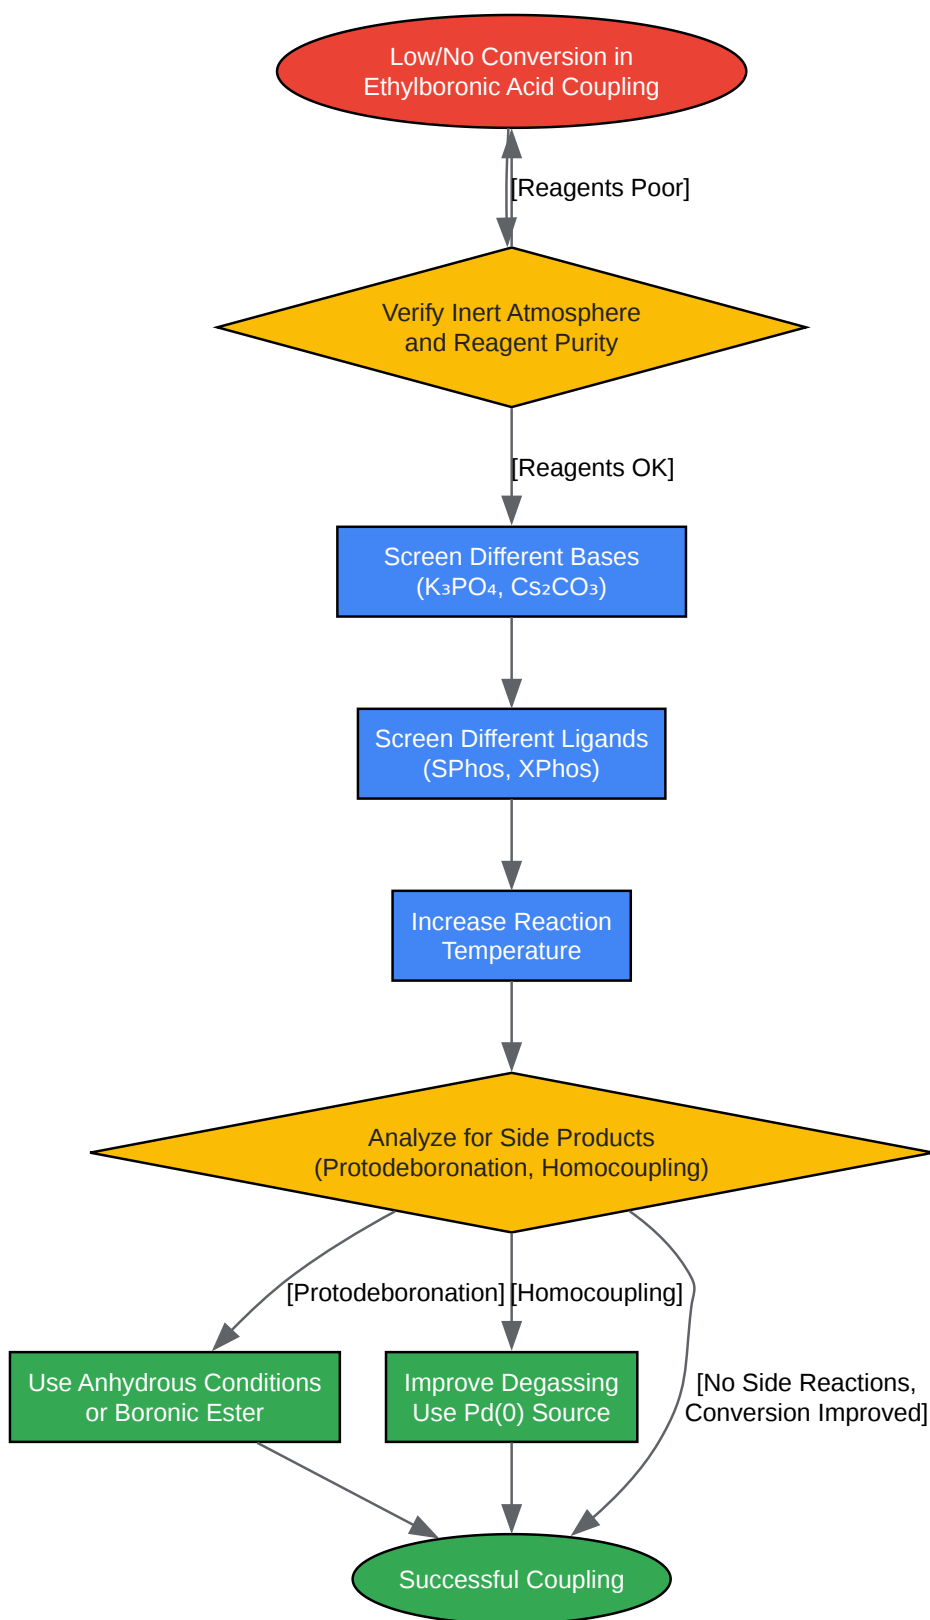 Low/No Conversion in
Ethylboronic Acid Coupling
[Reagents Poor]
Verify Inert Atmosphere
and Reagent Purity
[Reagents OK]
Screen Different Bases
(K₃PO₄, Cs₂CO₃)
Screen Different Ligands
(SPhos, XPhos)
Increase Reaction
Temperature
Analyze for Side Products
(Protodeboronation, Homocoupling)
[Protodeboronation]
[Homocoupling]
[No Side Reactions,
Conversion Improved]
Use Anhydrous Conditions
or Boronic Ester
Improve Degassing
Use Pd(0) Source
Successful Coupling